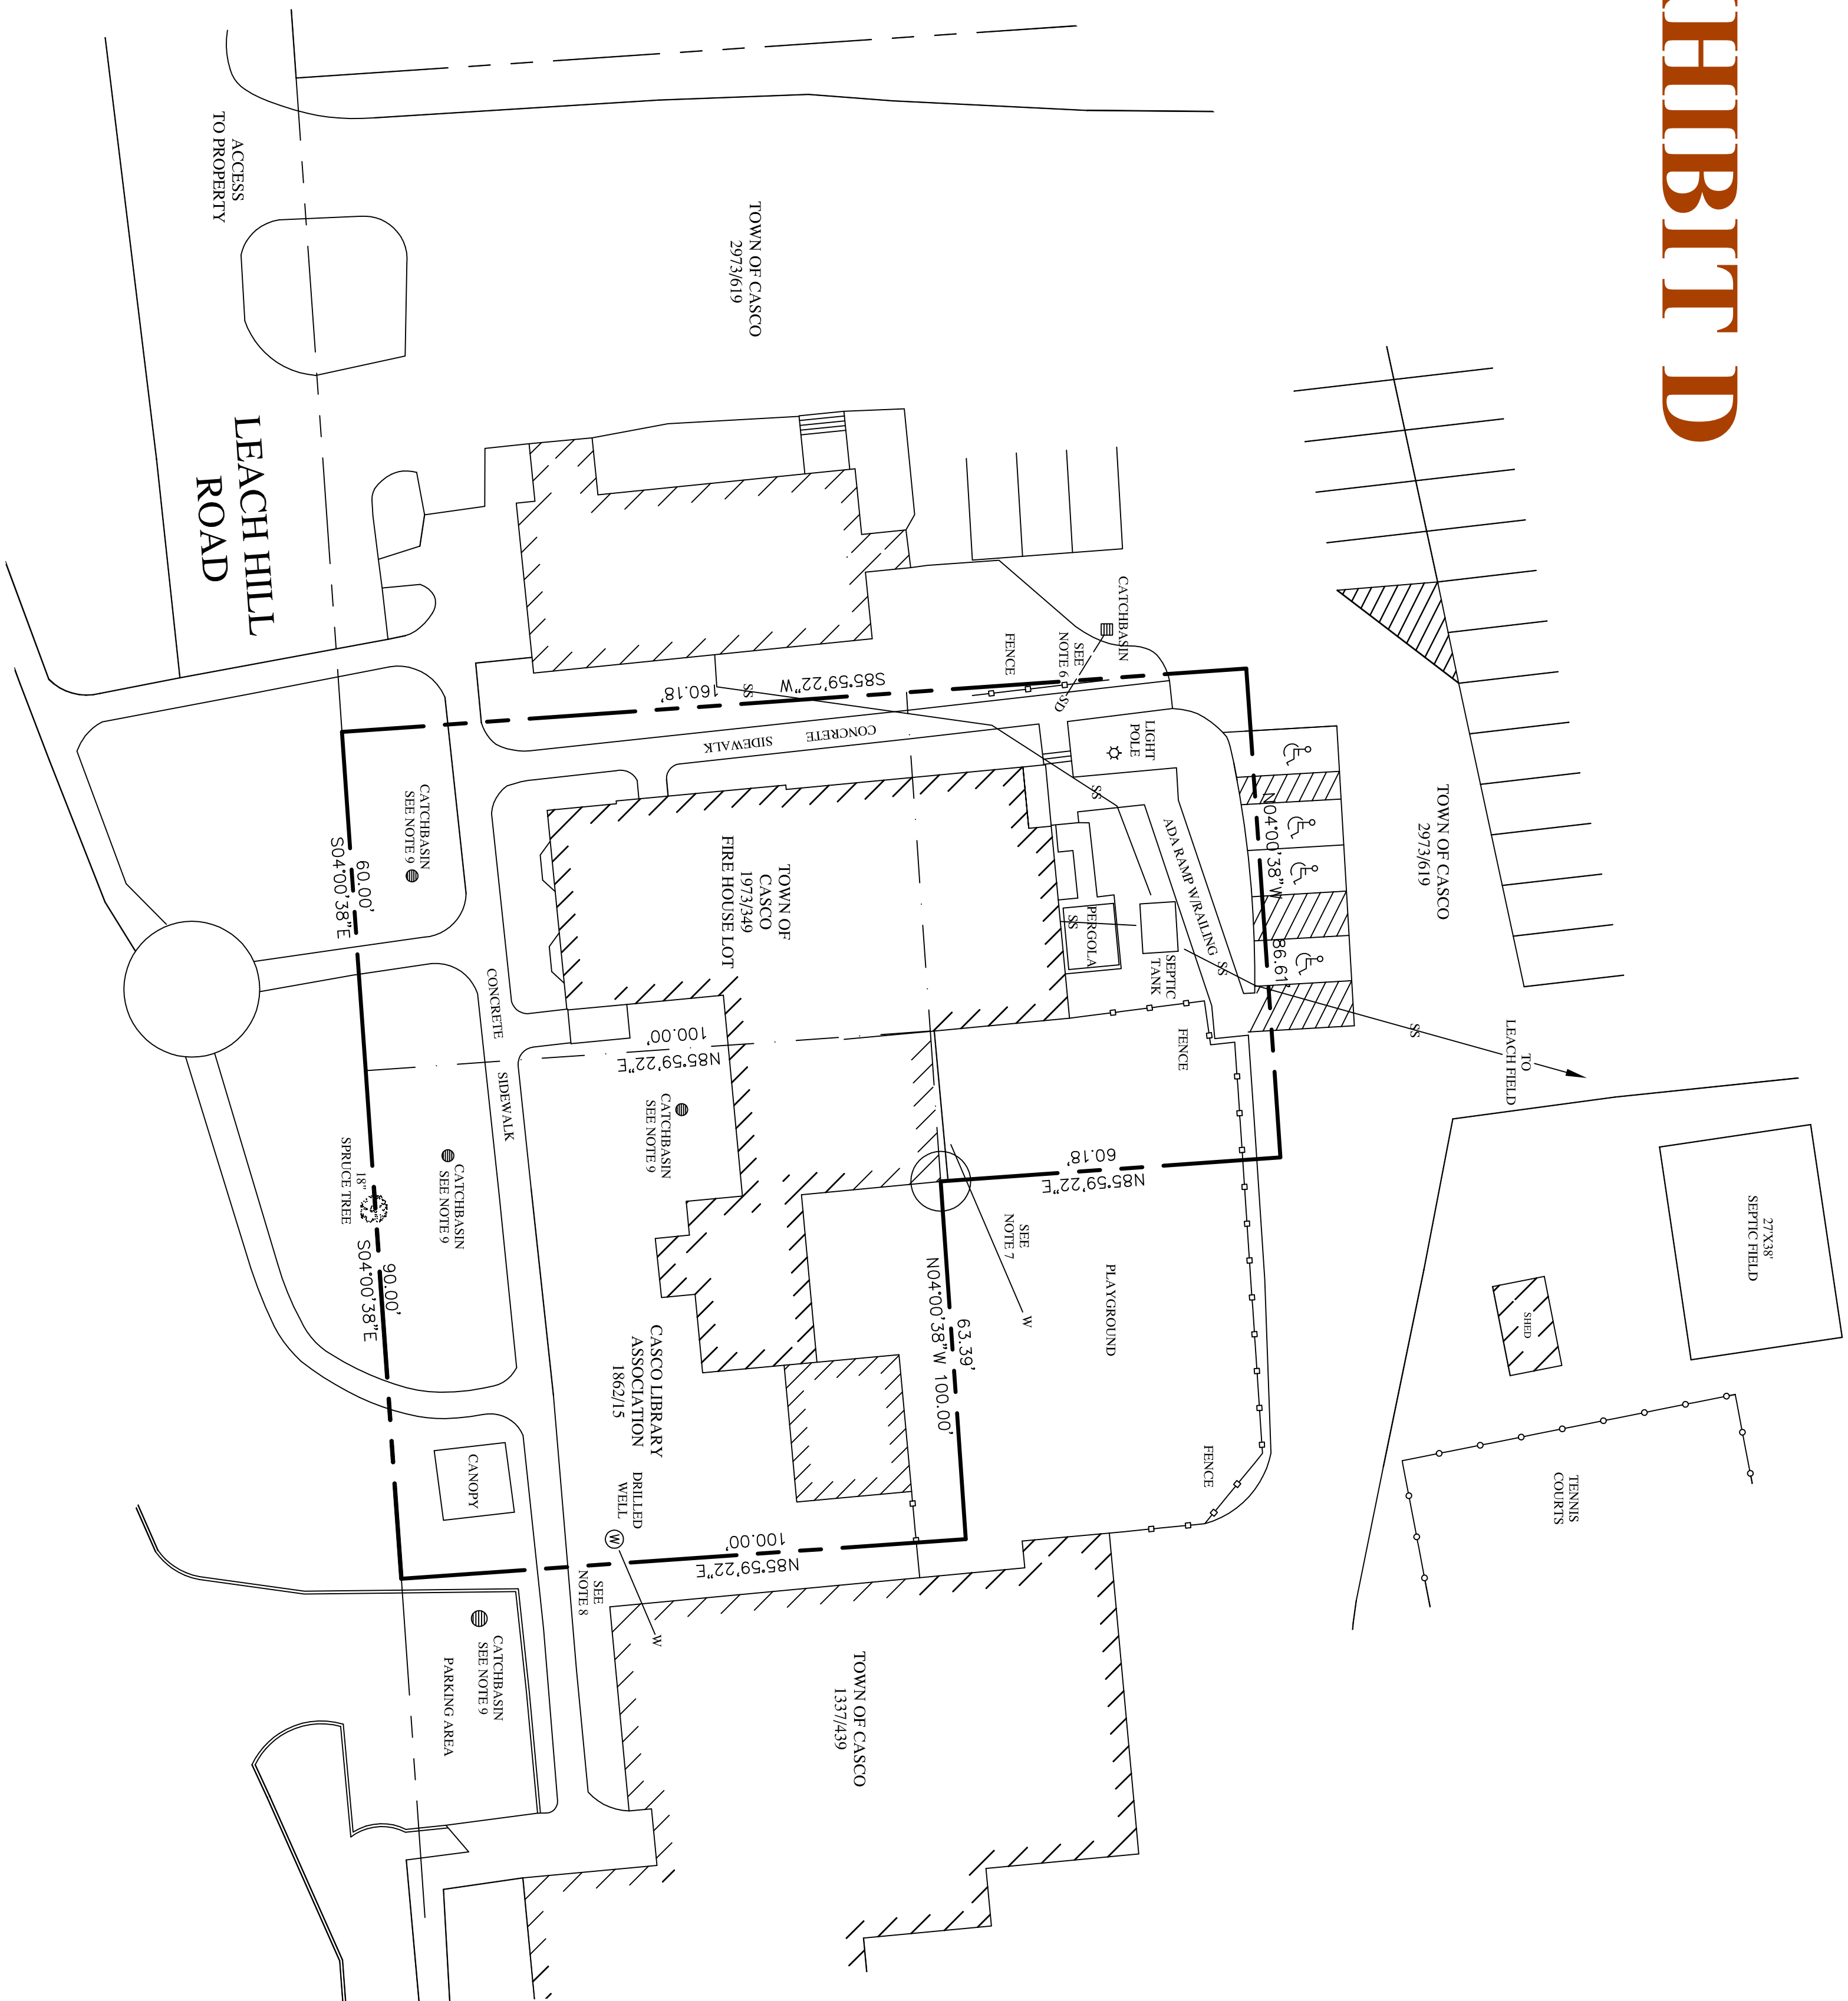 HIBIT D
ACCESS
TO PROPERTY
TOWN OF CASCO
2973/619
LEACH HILL
ROAD
CATCHBASIN
SEE
NOTE 6
FENCE
SD
S85°59'22"W
160.18'
SS
CONCRETE SIDEWALK
LIGHT
POLE
SS
ADA RAMP W/RAILING
SS
N04°00'38"W
86.61'
TOWN OF CASCO
2973/619
CATCHBASIN
SEE NOTE 9
60.00'
S04°00'38"E
TOWN OF
CASCO
1973/349
FIRE HOUSE LOT
PERGOLA
SS
SEPTIC
TANK
FENCE
SS
TO
LEACH FIELD
CONCRETE SIDEWALK
100.00'
N85°59'22"E
CATCHBASIN
SEE NOTE 9
CATCHBASIN
SEE NOTE 9
18"
SPRUCE TREE
90.00'
S04°00'38"E
60.18'
N85°59'22"E
SEE
NOTE 7
W
PLAYGROUND
63.39'
N04°00'38"W 100.00'
27'X38'
SEPTIC FIELD
SHED
TENNIS
COURTS
FENCE
CASCO LIBRARY
ASSOCIATION
1862/15
DRILLED
WELL
W
CANOPY
100.00'
N85°59'22"E
SEE
NOTE 8
W
CATCHBASIN
SEE NOTE 9
PARKING AREA
TOWN OF CASCO
1337/439